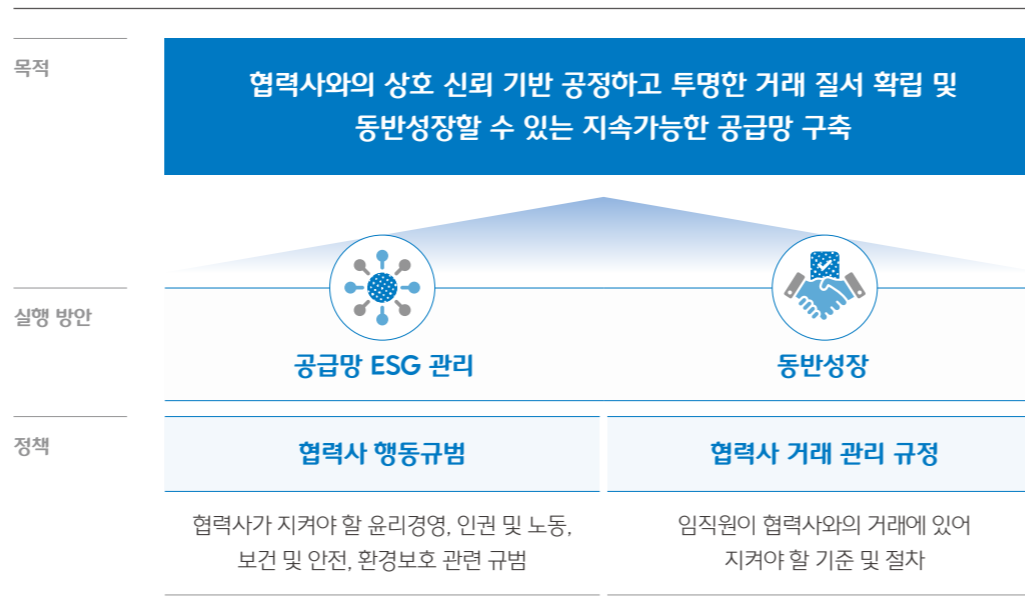 목적
협력사와의 상호 신뢰 기반 공정하고 투명한 거래 질서 확립 및
동반성장할 수 있는 지속가능한 공급망 구축
실행 방안
공급망 ESG 관리
동반성장
정책
협력사 행동규범
협력사 거래 관리 규정
협력사가 지켜야 할 윤리경영, 인권 및 노동,
보건 및 안전, 환경보호 관련 규범
임직원이 협력사와의 거래에 있어
지켜야 할 기준 및 절차